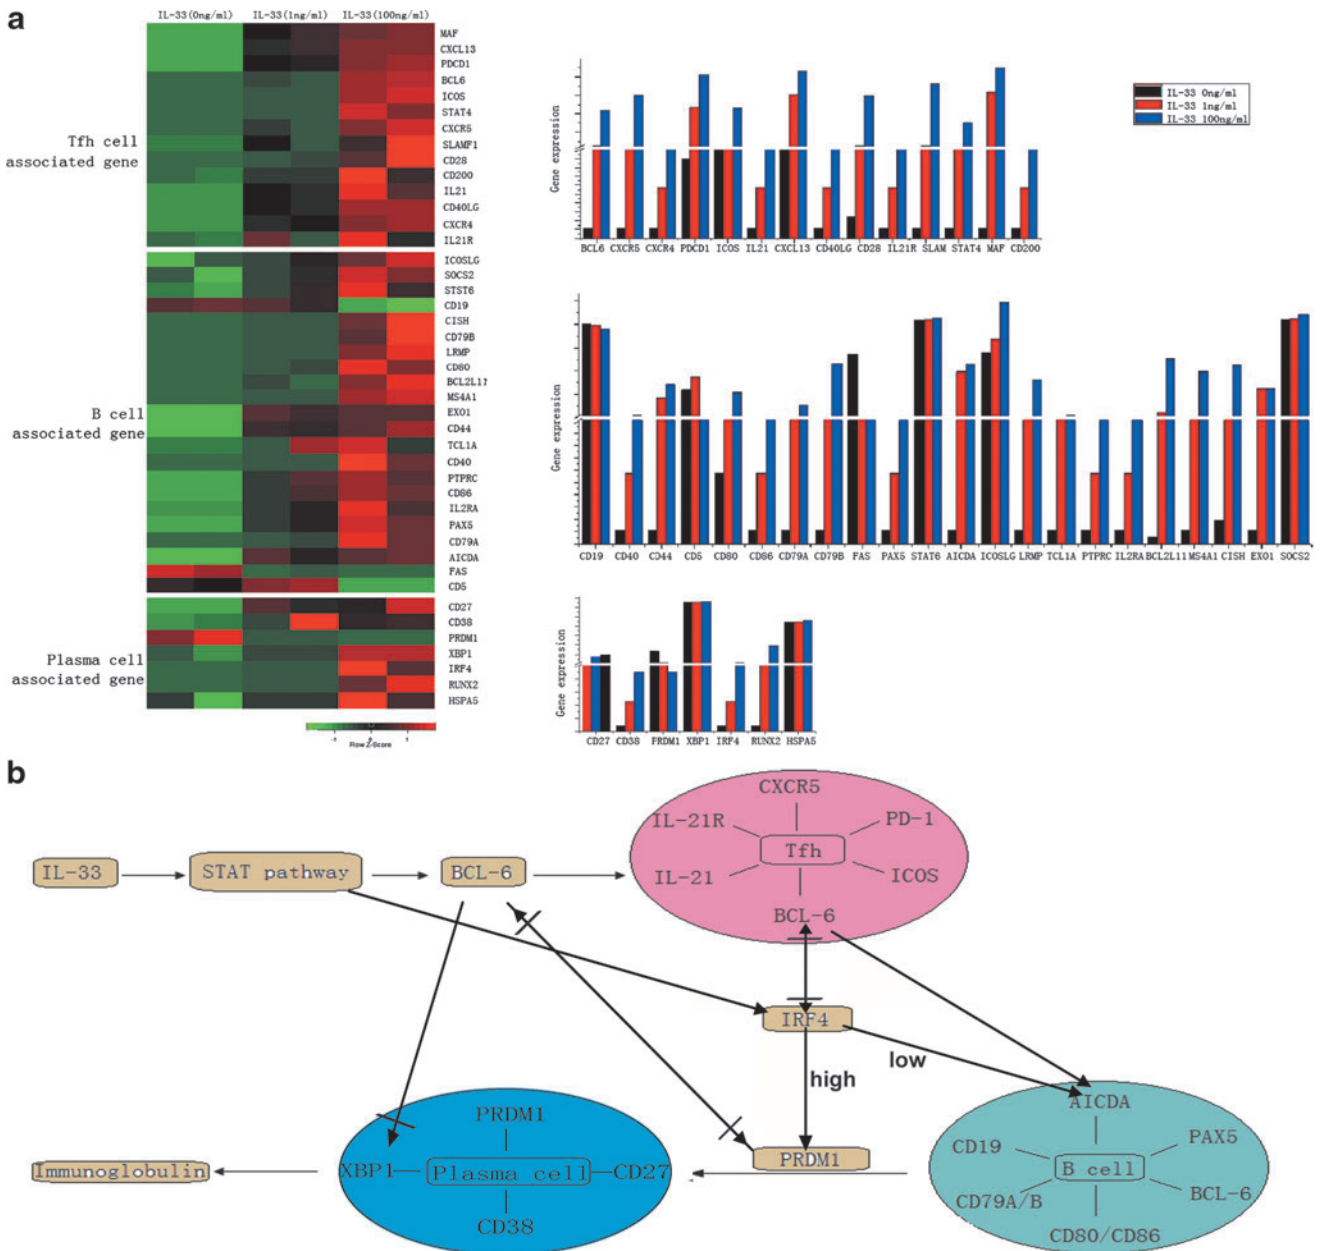 a
IL-33(0ng/ml) IL-33(1ng/ml) IL-33(100ng/ml)
Tfh cell
associated gene
MAF
CXCL13
PDCD1
BCL6
ICOS
STAT4
CXCR5
SLAMF1
CD28
CD200
IL21
CD40LG
CXCR4
IL21R
B cell
associated gene
ICOSLG
SOCS2
STST6
CD19
CISH
CD79B
LRMP
CD80
BCL2L11
MS4A1
EXO1
CD44
TCL1A
CD40
PTPRC
CD86
IL2RA
PAX5
CD79A
AICDA
FAS
CD5
Plasma cell
associated gene
CD27
CD38
PRDM1
XBP1
IRF4
RUNX2
HSPA5
-1 0 1
Row Z-Score
IL-33 0ng/ml
IL-33 1ng/ml
IL-33 100ng/ml
Gene expression
BCL6 CXCR5 CXCR4 PDCD1 ICOS IL21 CXCL13 CD40LG CD28 IL21R SLAM STAT4 MAF CD200
Gene expression
CD19 CD40 CD44 CD5 CD80 CD86 CD79A CD79B FAS PAX5 STAT6 AICDA ICOSLG LRMP TCL1A PTPRC IL2RA BCL2L11 MS4A1 CISH EXO1 SOCS2
Gene expression
CD27 CD38 PRDM1 XBP1 IRF4 RUNX2 HSPA5
b
IL-33
STAT pathway
BCL-6
CXCR5
IL-21R
PD-1
Tfh
IL-21
ICOS
BCL-6
IRF4
low
high
PRDM1
AICDA
CD19
PAX5
B cell
CD79A/B
BCL-6
CD80/CD86
PRDM1
XBP1
Plasma cell
CD27
CD38
Immunoglobulin